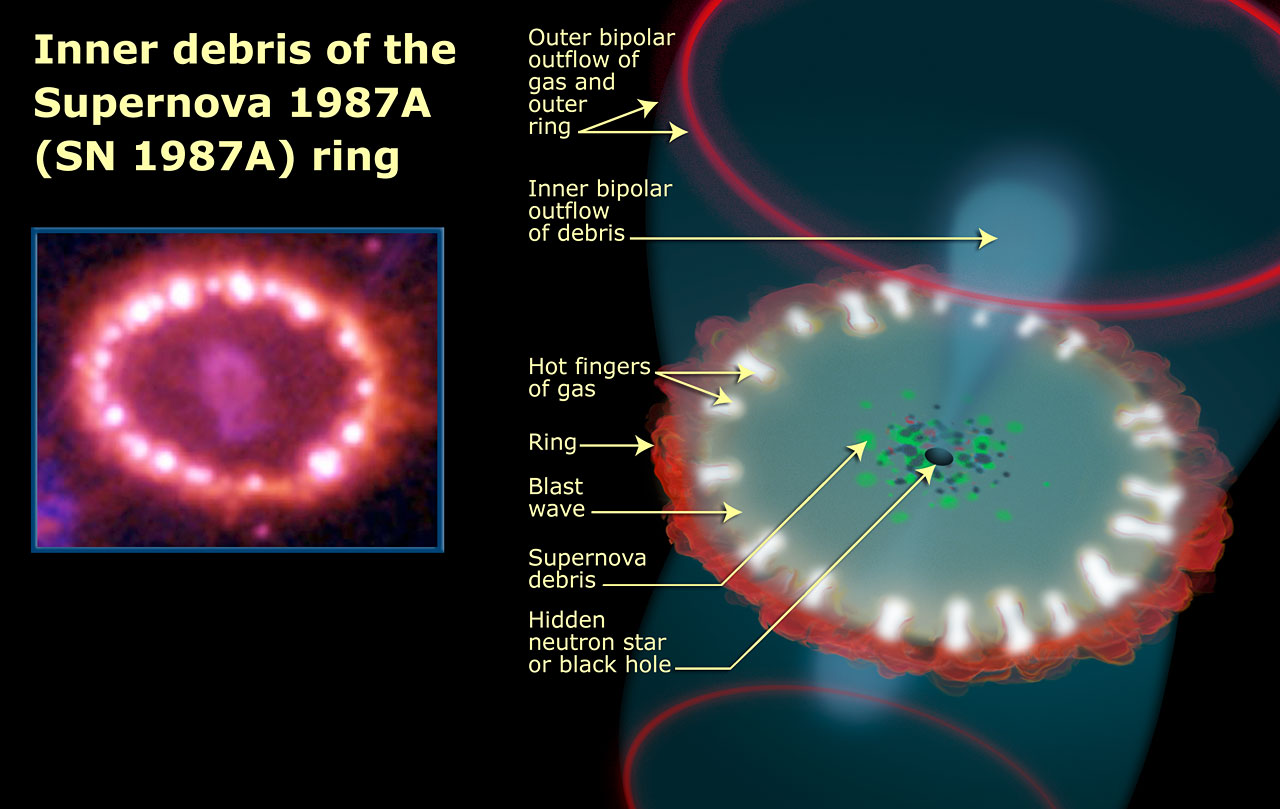 Inner debris of the
Supernova 1987A
(SN 1987A) ring
Outer bipolar
outflow of
gas and
outer
ring
Inner bipolar
outflow
of debris
Hot fingers
of gas
Ring
Blast
wave
Supernova
debris
Hidden
neutron star
or black hole